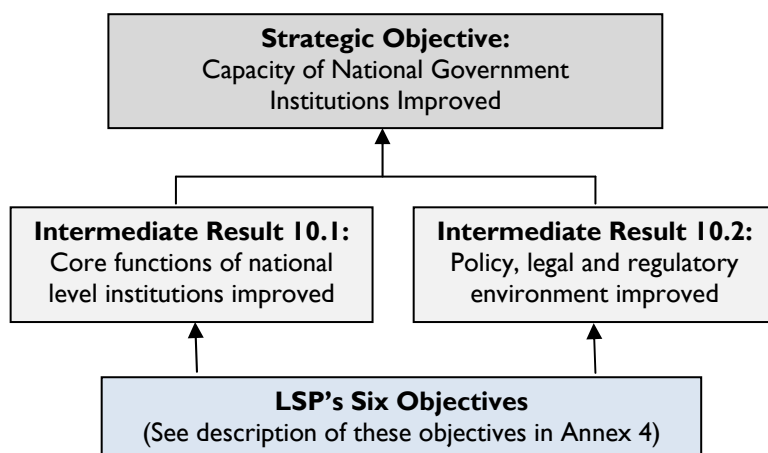 Strategic Objective:
Capacity of National Government
Institutions Improved
Intermediate Result 10.1:
Core functions of national
level institutions improved
Intermediate Result 10.2:
Policy, legal and regulatory
environment improved
LSP's Six Objectives
(See description of these objectives in Annex 4)